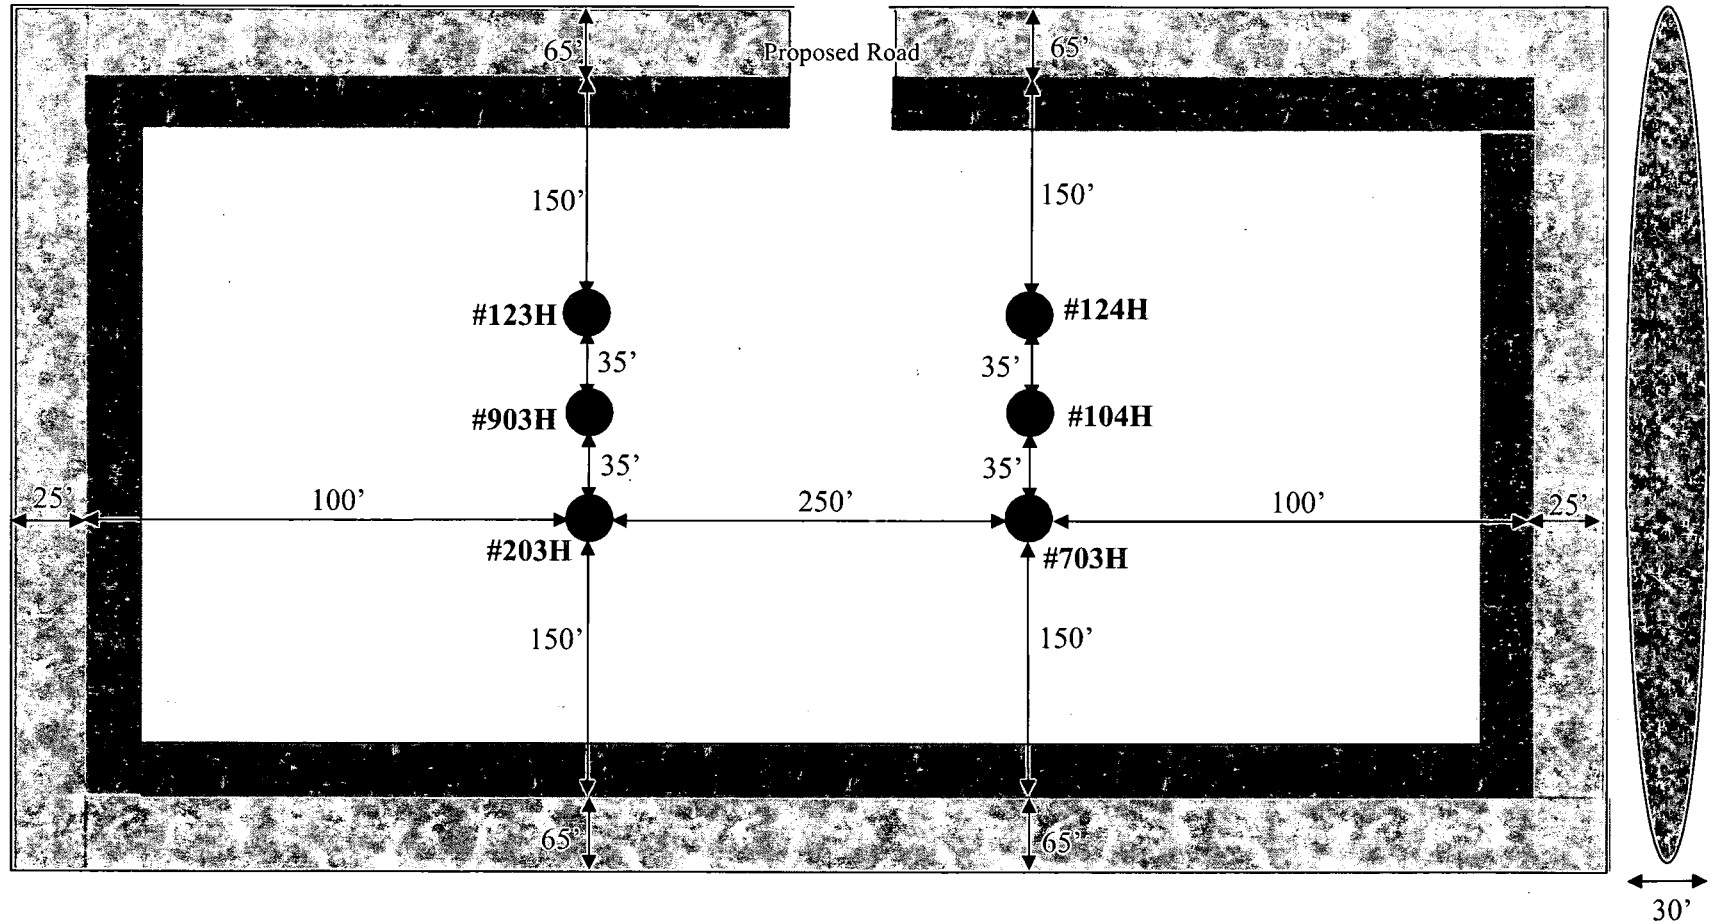 65’ Proposed Road 65’
150’ 150’
#123H #124H
35’ 35’
#903H #104H
35’ 35’
25’ 100’ 250’ 100’ 25’
#203H #703H
150’ 150’
65’ 65’
30’